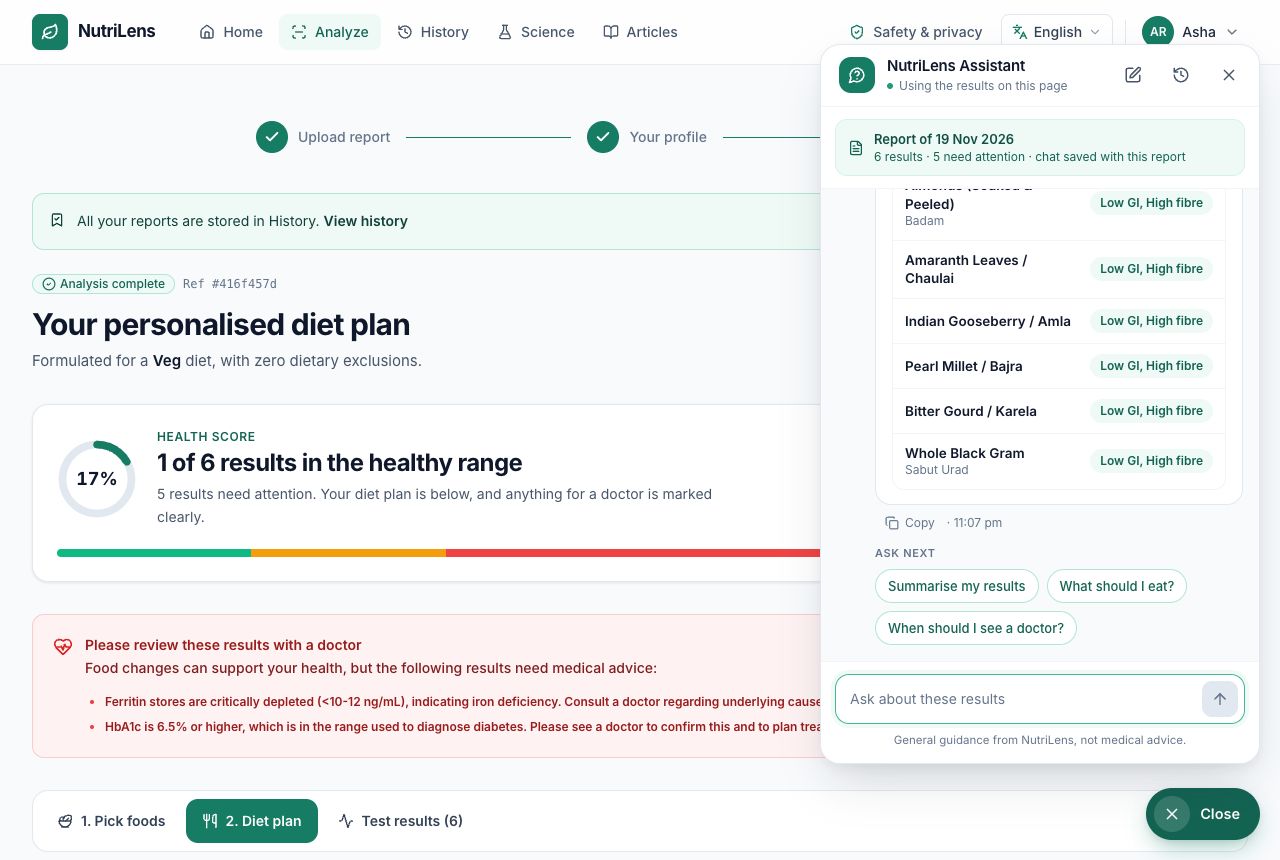 NutriLens
Home
Analyze
History
Science
Articles
Safety & privacy
English
AR
Asha
Upload report
Your profile
All your reports are stored in History. View history
Analysis complete
Ref #416f457d
Your personalised diet plan
Formulated for a Veg diet, with zero dietary exclusions.
17%
HEALTH SCORE
1 of 6 results in the healthy range
5 results need attention. Your diet plan is below, and anything for a doctor is marked
clearly.
Please review these results with a doctor
Food changes can support your health, but the following results need medical advice:
• Ferritin stores are critically depleted (<10-12 ng/mL), indicating iron deficiency. Consult a doctor regarding underlying cause
• HbA1c is 6.5% or higher, which is in the range used to diagnose diabetes. Please see a doctor to confirm this and to plan trea
1. Pick foods
2. Diet plan
Test results (6)
NutriLens Assistant
Using the results on this page
Report of 19 Nov 2026
6 results · 5 need attention · chat saved with this report
Peeled)
Badam
Low GI, High fibre
Amaranth Leaves /
Chaulai
Low GI, High fibre
Indian Gooseberry / Amla
Low GI, High fibre
Pearl Millet / Bajra
Low GI, High fibre
Bitter Gourd / Karela
Low GI, High fibre
Whole Black Gram
Sabut Urad
Low GI, High fibre
Copy · 11:07 pm
ASK NEXT
Summarise my results
What should I eat?
When should I see a doctor?
Ask about these results
General guidance from NutriLens, not medical advice.
Close